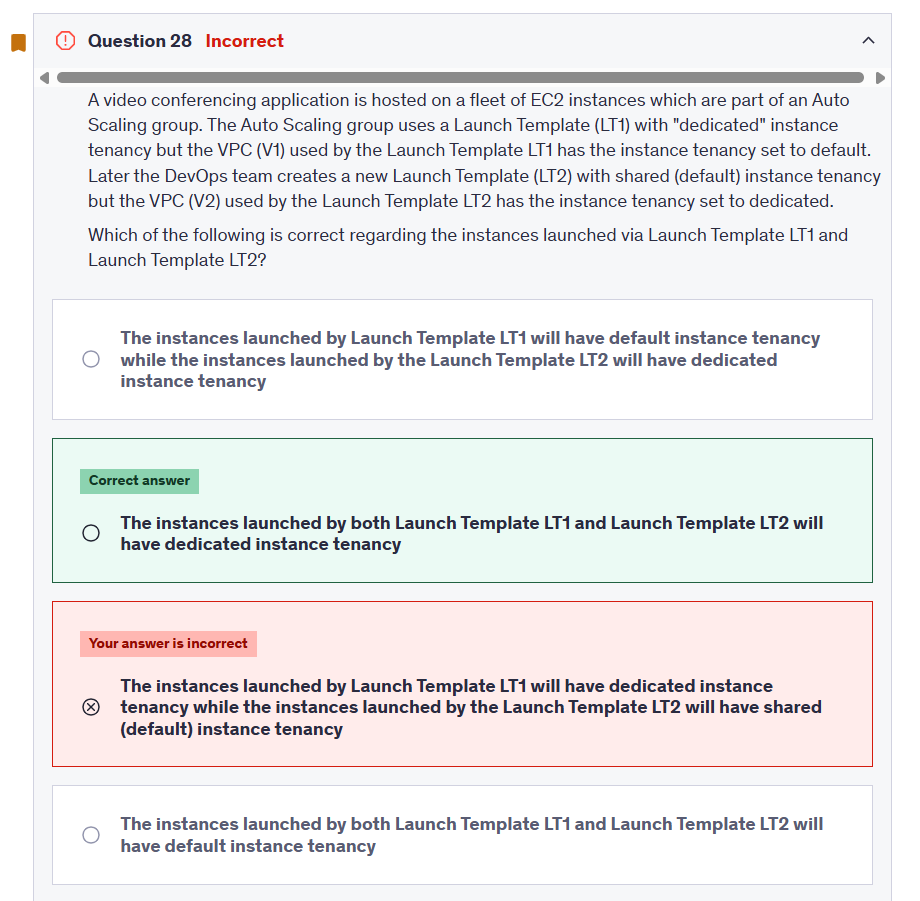 Question 28 Incorrect
A video conferencing application is hosted on a fleet of EC2 instances which are part of an Auto
Scaling group. The Auto Scaling group uses a Launch Template (LT1) with "dedicated" instance
tenancy but the VPC (V1) used by the Launch Template LT1 has the instance tenancy set to default.
Later the DevOps team creates a new Launch Template (LT2) with shared (default) instance tenancy
but the VPC (V2) used by the Launch Template LT2 has the instance tenancy set to dedicated.
Which of the following is correct regarding the instances launched via Launch Template LT1 and
Launch Template LT2?
The instances launched by Launch Template LT1 will have default instance tenancy
while the instances launched by the Launch Template LT2 will have dedicated
instance tenancy
Correct answer
The instances launched by both Launch Template LT1 and Launch Template LT2 will
have dedicated instance tenancy
Your answer is incorrect
The instances launched by Launch Template LT1 will have dedicated instance
tenancy while the instances launched by the Launch Template LT2 will have shared
(default) instance tenancy
The instances launched by both Launch Template LT1 and Launch Template LT2 will
have default instance tenancy